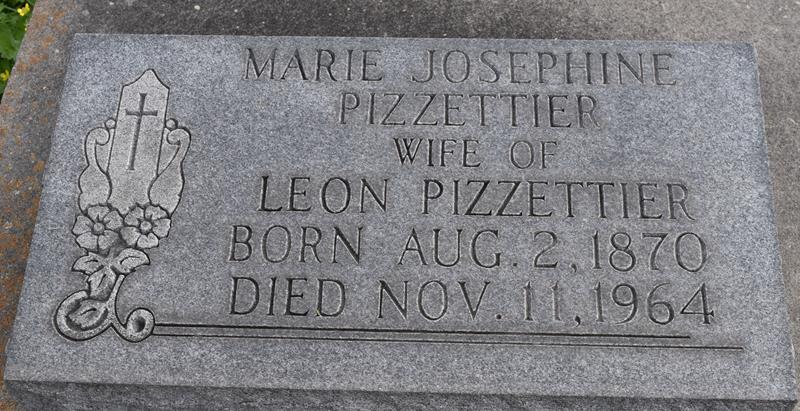 MARIE JOSEPHINE
PIZZETTIER
WIFE OF
LEON PIZZETTIER
BORN AUG. 2, 1870
DIED NOV. 11, 1964